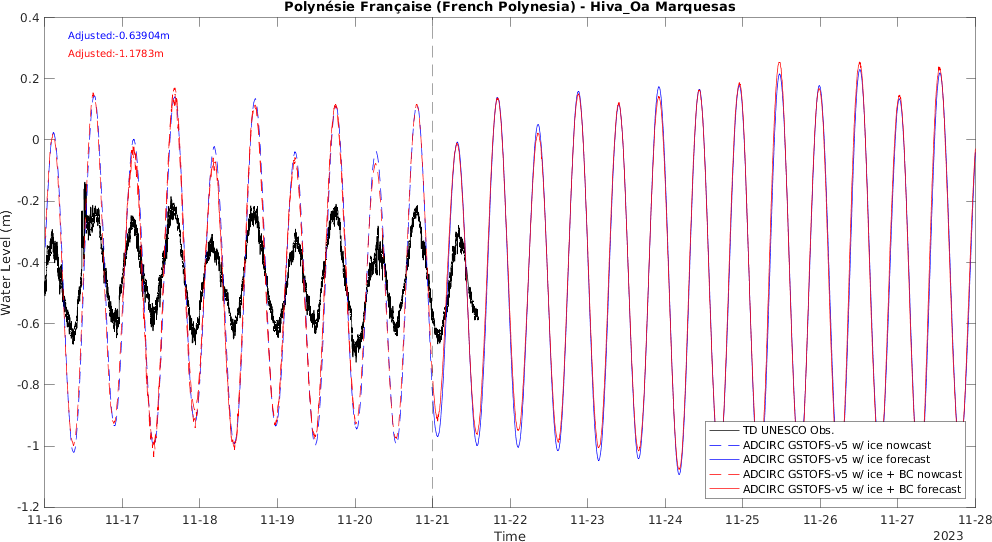 Polynésie Française (French Polynesia) - Hiva_Oa Marquesas
Adjusted:-0.63904m
Adjusted:-1.1783m
0.4
0.2
0
-0.2
-0.4
-0.6
-0.8
-1
-1.2
Water Level (m)
TD UNESCO Obs.
ADCIRC GSTOFS-v5 w/ ice nowcast
ADCIRC GSTOFS-v5 w/ ice forecast
ADCIRC GSTOFS-v5 w/ ice + BC nowcast
ADCIRC GSTOFS-v5 w/ ice + BC forecast
11-16 11-17 11-18 11-19 11-20 11-21 11-22 11-23 11-24 11-25 11-26 11-27 11-28
Time
2023